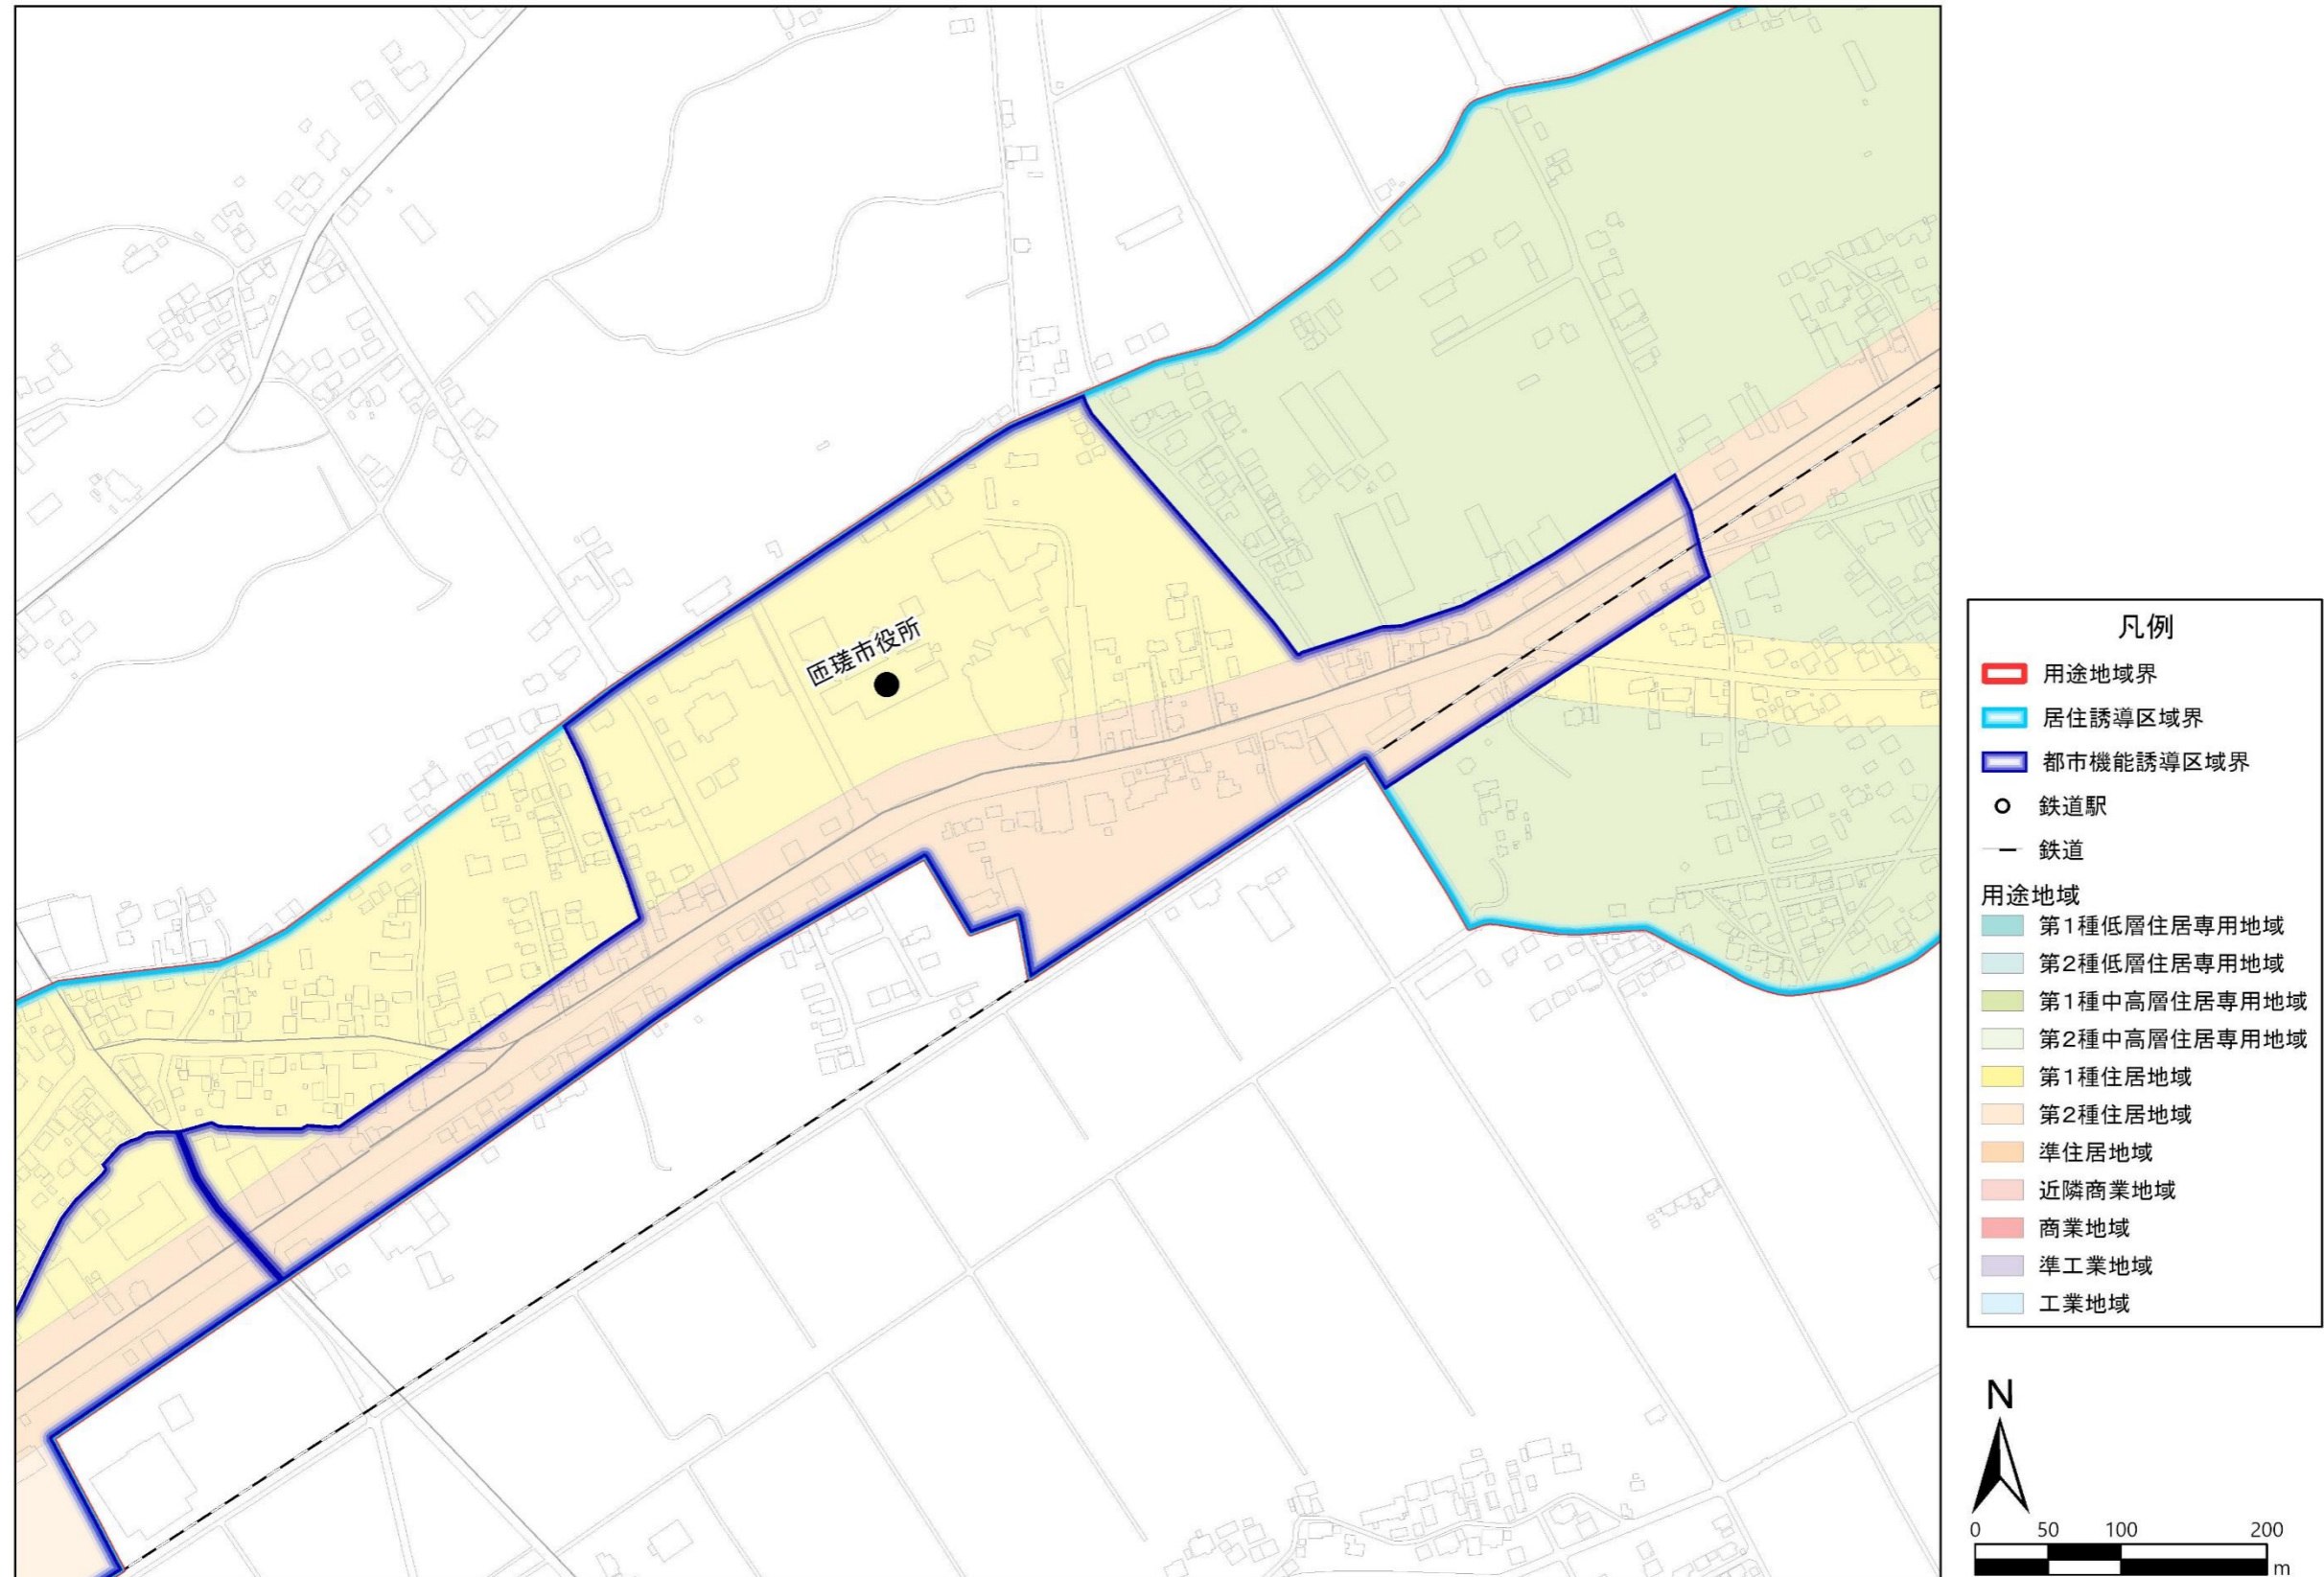 匝瑳市役所
凡例
用途地域界
居住誘導区域界
都市機能誘導区域界
鉄道駅
鉄道
用途地域
第1種低層住居専用地域
第2種低層住居専用地域
第1種中高層住居専用地域
第2種中高層住居専用地域
第1種住居地域
第2種住居地域
準住居地域
近隣商業地域
商業地域
準工業地域
工業地域
N
0 50 100 200
m